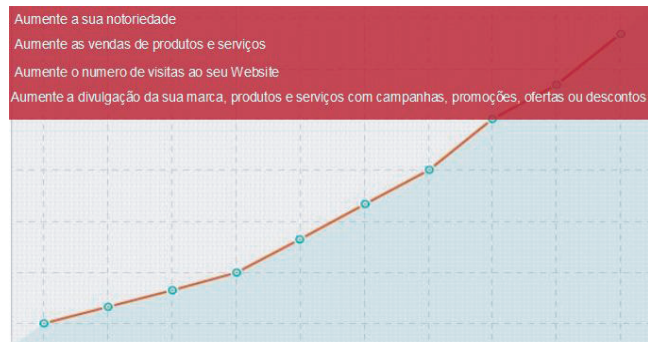 Aumente a sua notoriedade
Aumente as vendas de produtos e serviços
Aumente o numero de visitas ao seu Website
Aumente a divulgação da sua marca, produtos e serviços com campanhas, promoções, ofertas ou descontos